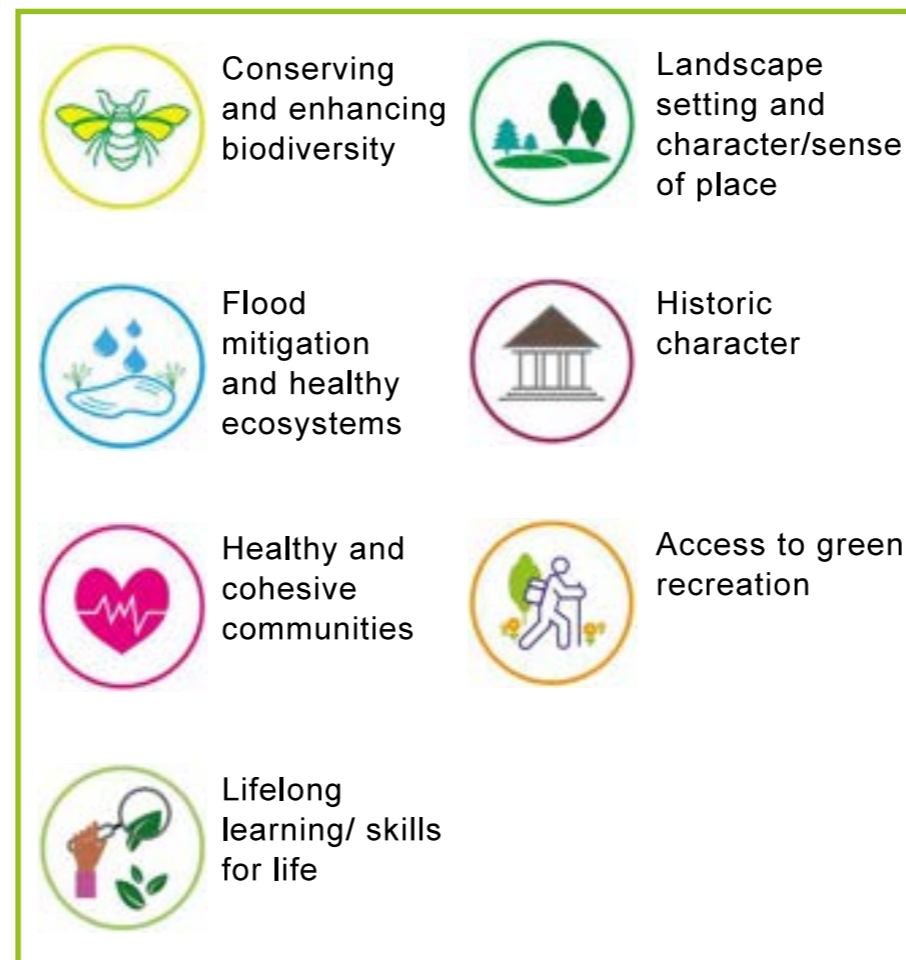 Conserving
and enhancing
biodiversity
Landscape
setting and
character/sense
of place
Flood
mitigation
and healthy
ecosystems
Historic
character
Healthy and
cohesive
communities
Access to green
recreation
Lifelong
learning/ skills
for life